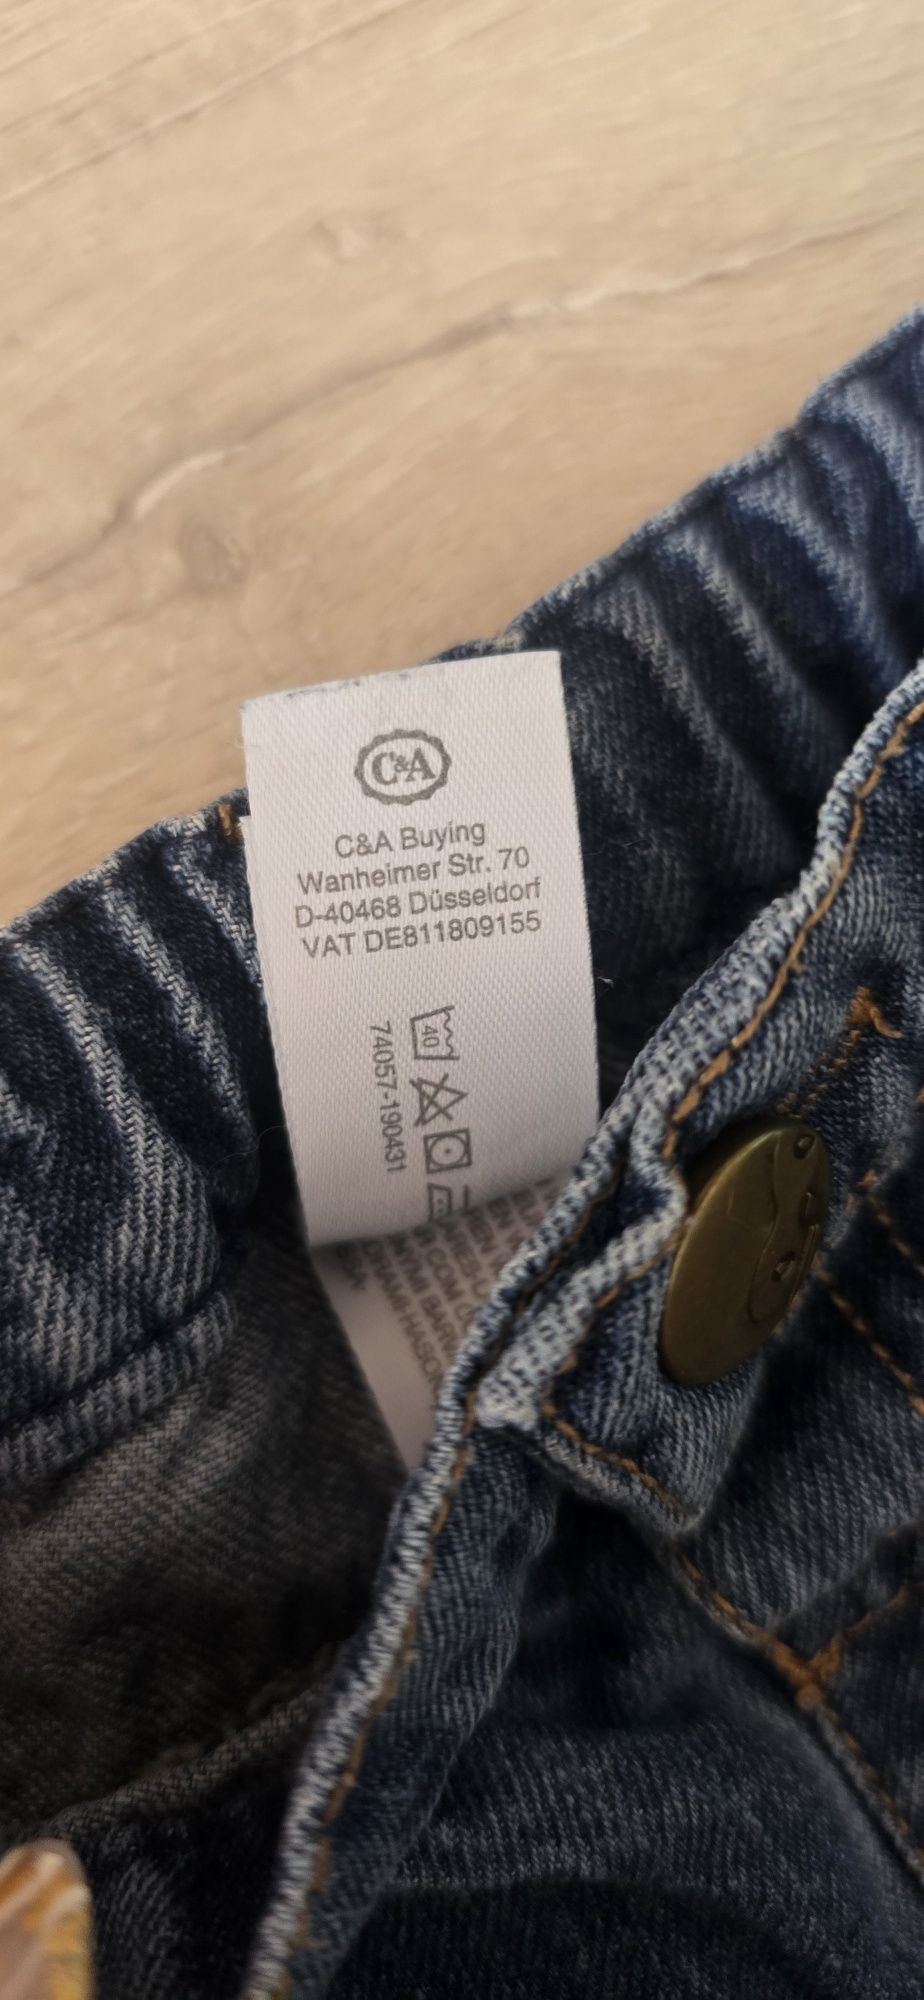 C&A
C&A Buying
Wanheimer Str. 70
D-40468 Düsseldorf
VAT DE811809155
40
74057-190431